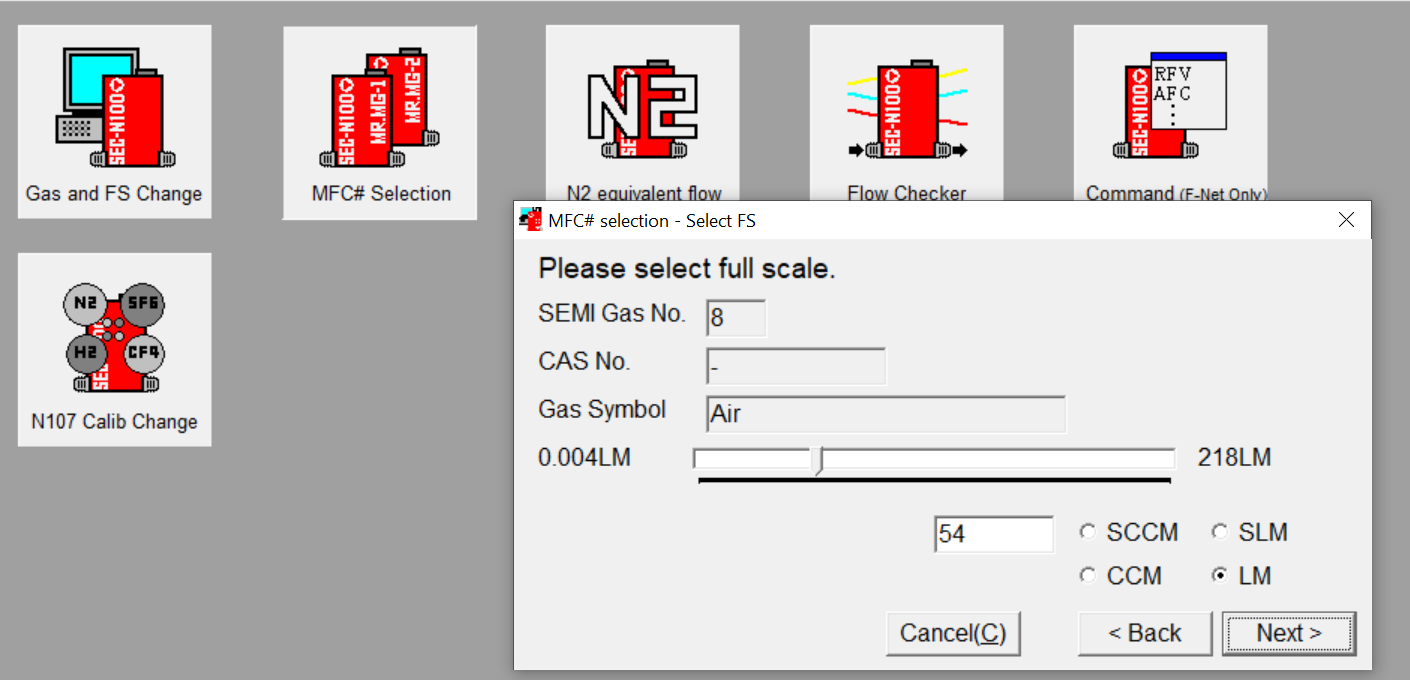 SEC-N100
Gas and FS Change
SEC-N100
MR.MG-1
MR.MG-2
MFC# Selection
N2
N2 equivalent flow
SEC-N100
Flow Checker
SEC-N100
RFV
AFC
Command (F-Net Only)
N2
SF6
H2
CF4
N107 Calib Change
MFC# selection - Select FS
Please select full scale.
SEMI Gas No.
8
CAS No.
-
Gas Symbol
Air
0.004LM
218LM
54
SCCM
SLM
CCM
LM
Cancel(C)
< Back
Next >